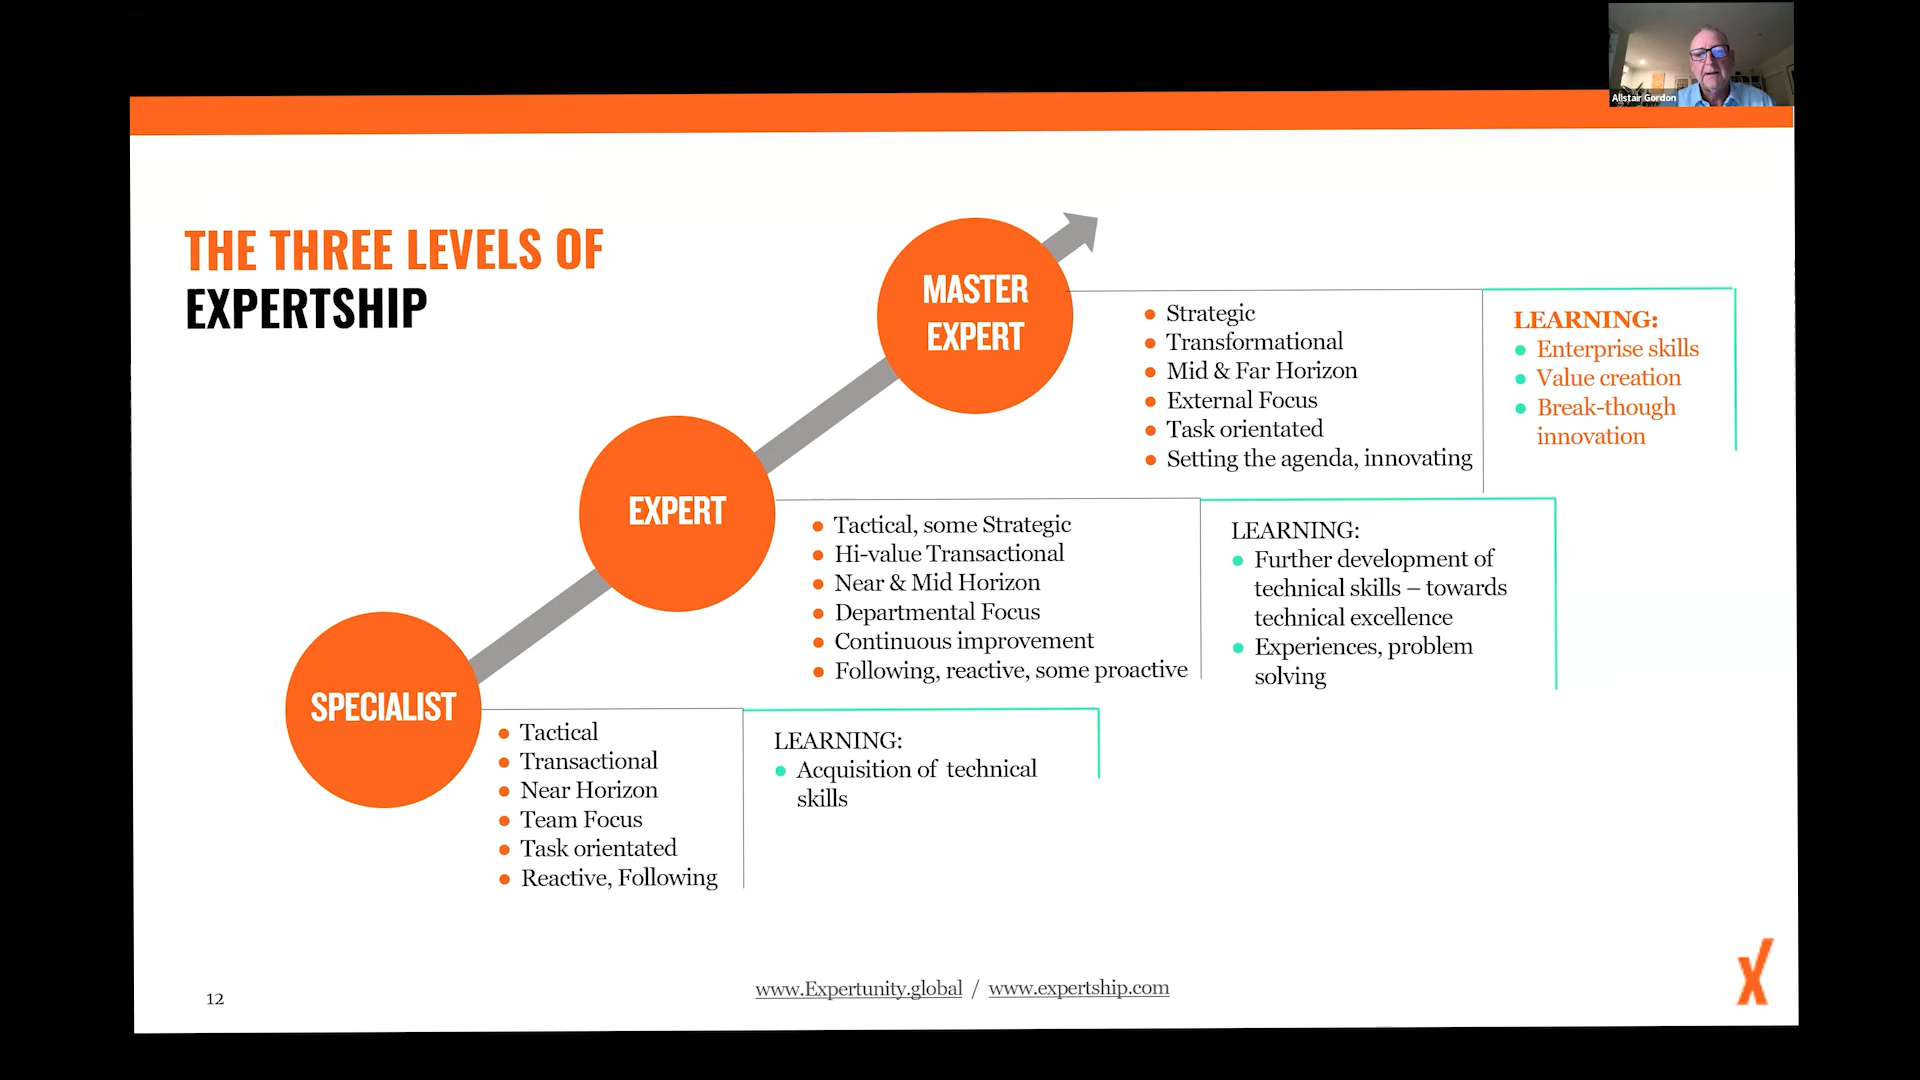 Alistair Gordon
THE THREE LEVELS OF
EXPERTSHIP
MASTER
EXPERT
Strategic
Transformational
Mid & Far Horizon
External Focus
Task orientated
Setting the agenda, innovating
LEARNING:
Enterprise skills
Value creation
Break-though
innovation
EXPERT
Tactical, some Strategic
Hi-value Transactional
Near & Mid Horizon
Departmental Focus
Continuous improvement
Following, reactive, some proactive
LEARNING:
Further development of
technical skills – towards
technical excellence
Experiences, problem
solving
SPECIALIST
Tactical
Transactional
Near Horizon
Team Focus
Task orientated
Reactive, Following
LEARNING:
Acquisition of technical
skills
12
www.Expertunity.global / www.expertship.com